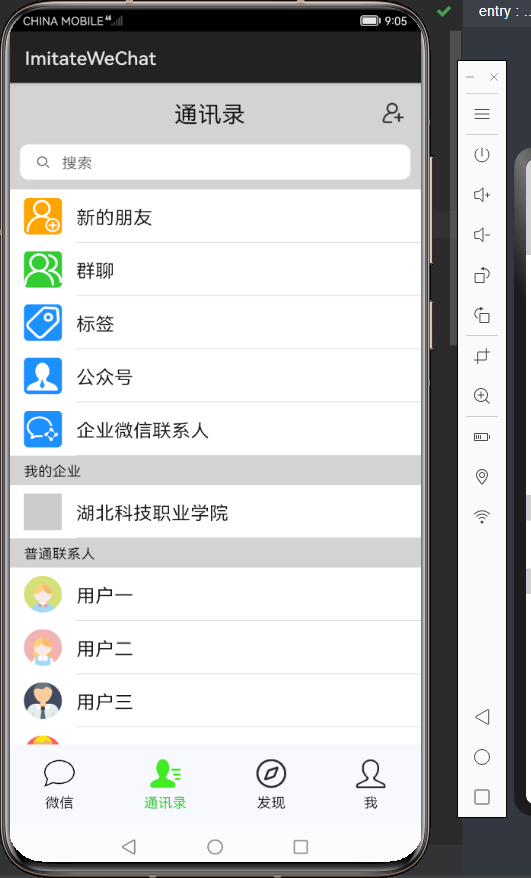 entry : ..
CHINA MOBILE 9:05
ImitateWeChat
通讯录
搜索
新的朋友
群聊
标签
公众号
企业微信联系人
我的企业
湖北科技职业学院
普通联系人
用户一
用户二
用户三
微信 通讯录 发现 我